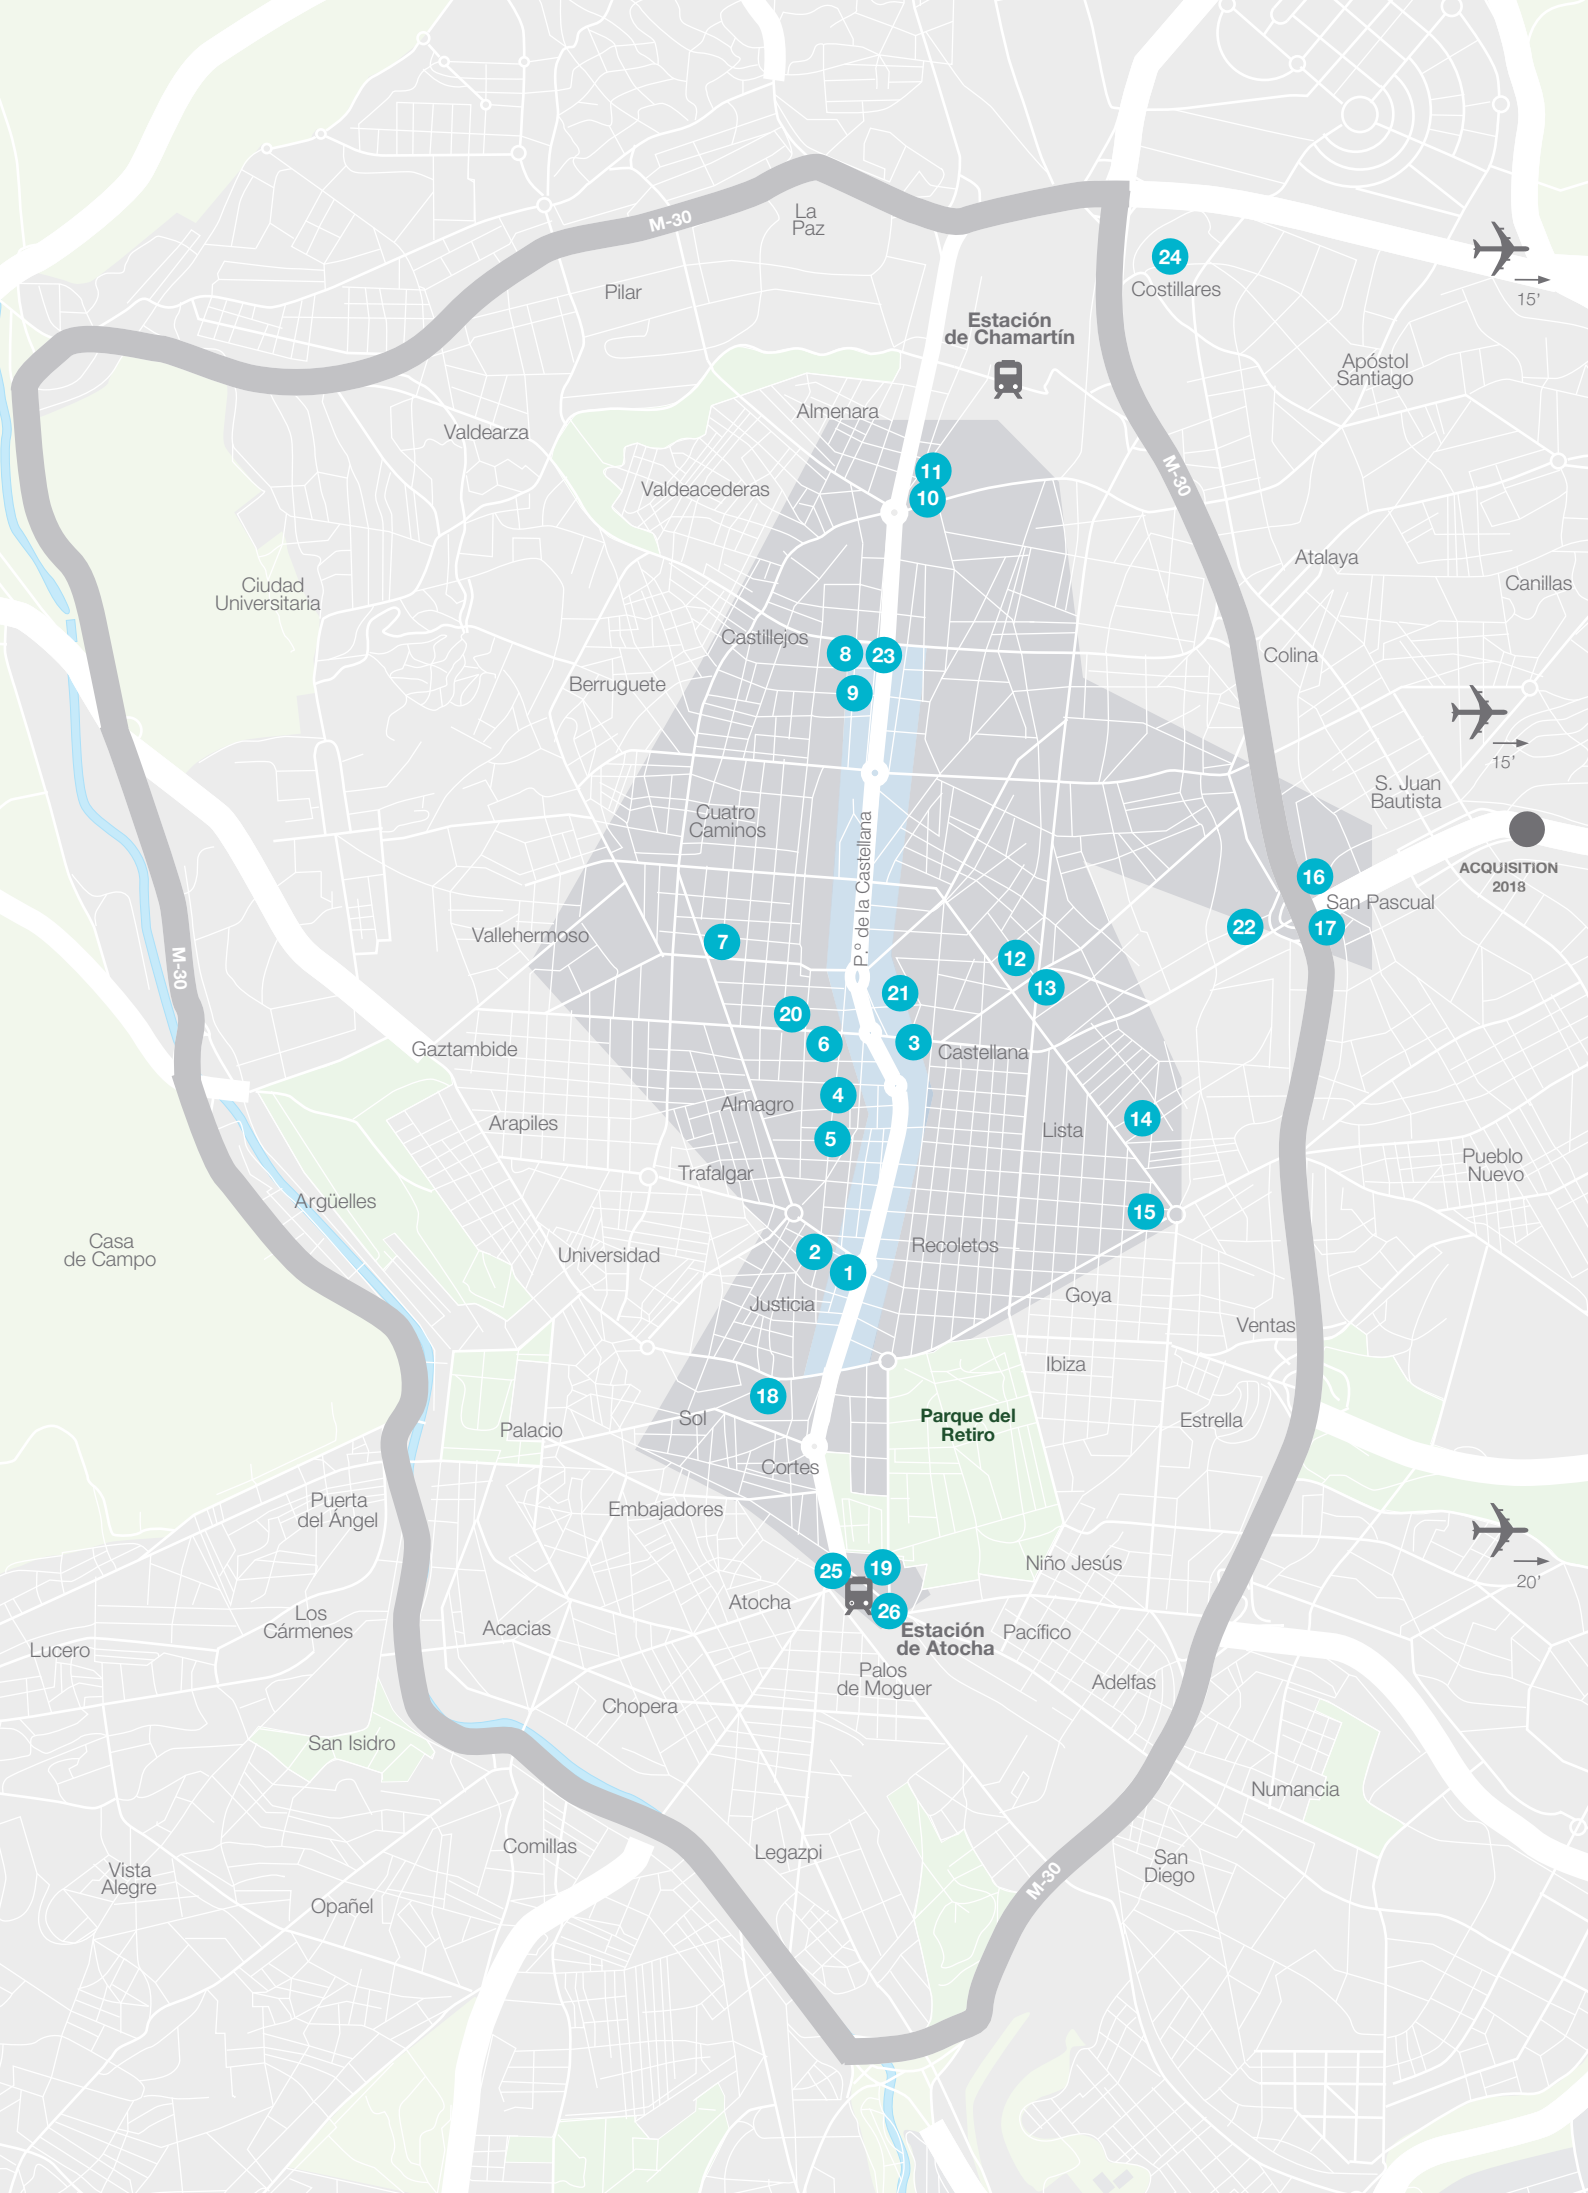 M-30
La
Paz
24
Costillares
15’
Pilar
Estación
de Chamartín
Apóstol
Santiago
Almenara
Valdearza
11
M-30
Valdeacederas
10
Atalaya
Ciudad
Universitaria
Canillas
Castillejos
8
23
Colina
Berruguete
9
15’
S. Juan
Bautista
Cuatro
Caminos
P.º de la Castellana
ACQUISITION
2018
16
San Pascual
Vallehermoso
7
22
17
M-30
12
13
21
20
6
3
Gaztambide
Castellana
4
Almagro
14
Arapiles
5
Lista
Trafalgar
Pueblo
Nuevo
Argüelles
15
Casa
de Campo
Universidad
2
1
Recoletos
Justicia
Goya
Ventas
Ibiza
18
Sol
Parque del
Retiro
Estrella
Palacio
Cortes
Puerta
del Ángel
Embajadores
25
19
Niño Jesús
20’
Atocha
26
Los
Cármenes
Acacias
Estación
de Atocha
Pacífico
Lucero
Palos
de Moguer
Adelfas
Chopera
San Isidro
Numancia
Comillas
Legazpi
San
Diego
Vista
Alegre
M-30
Opañel